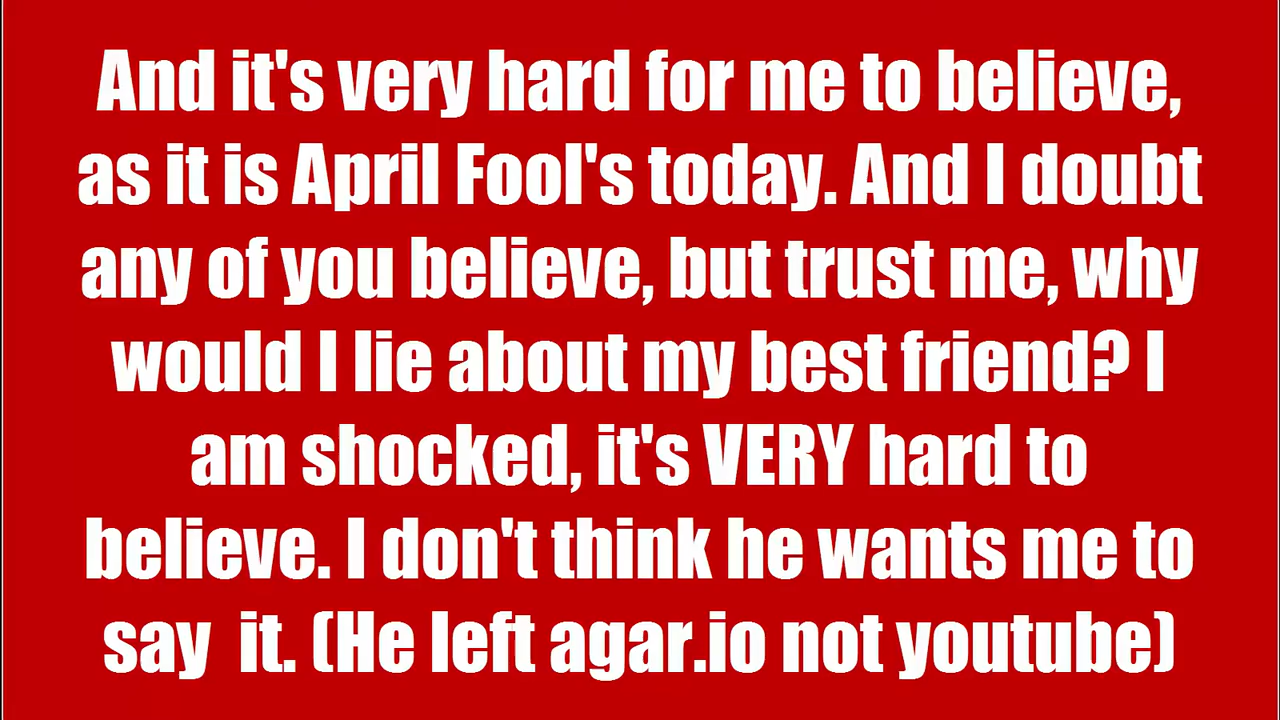 And it's very hard for me to believe,
as it is April Fool's today. And I doubt
any of you believe, but trust me, why
would I lie about my best friend? I
am shocked, it's VERY hard to
believe. I don't think he wants me to
say  it. (He left agar.io not youtube)